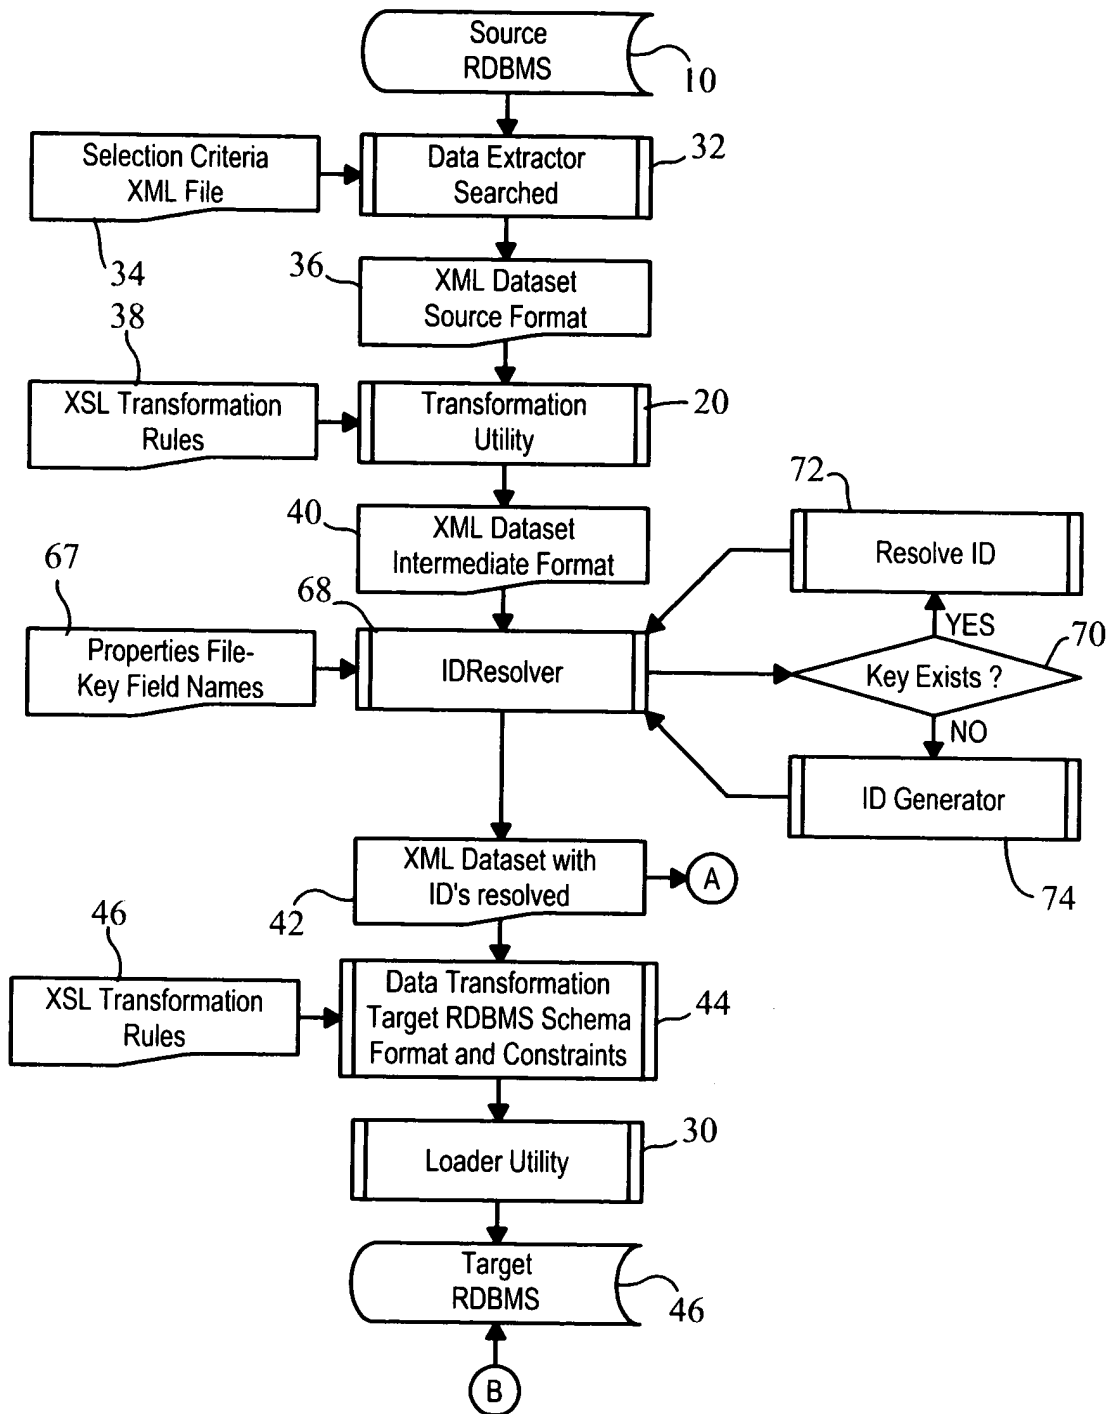 Source
RDBMS
10
Selection Criteria
XML File
34
Data Extractor
Searched
32
36
XML Dataset
Source Format
38
XSL Transformation
Rules
Transformation
Utility
20
40
XML Dataset
Intermediate Format
72
Resolve ID
67
Properties File-
Key Field Names
68
IDResolver
YES
70
Key Exists ?
NO
ID Generator
74
XML Dataset with
ID's resolved
42
A
46
XSL Transformation
Rules
Data Transformation
Target RDBMS Schema
Format and Constraints
44
Loader Utility
30
Target
RDBMS
46
B